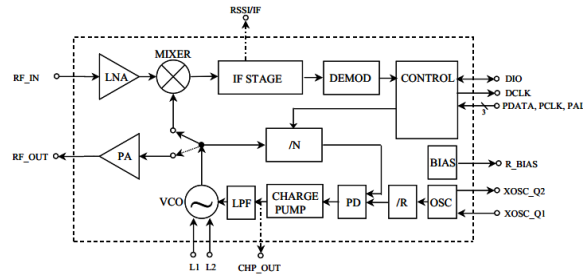 RSSI/IF
MIXER
RF_IN
LNA
IF STAGE
DEMOD
CONTROL
DIO
DCLK
PDATA, PCLK, PAL
3
RF_OUT
PA
/N
BIAS
R_BIAS
VCO
LPF
CHARGE
PUMP
PD
/R
OSC
XOSC_Q2
XOSC_Q1
L1
L2
CHP_OUT